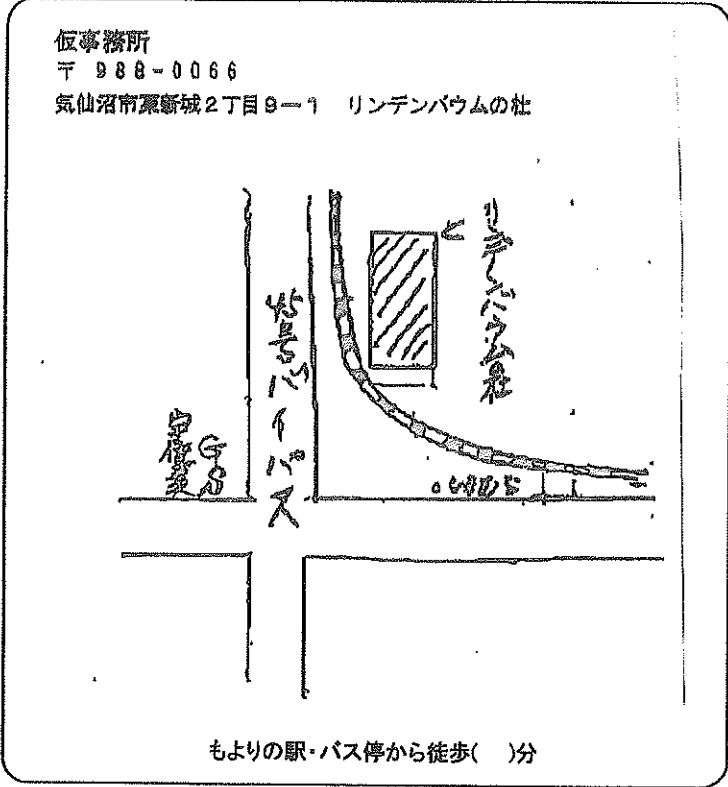 仮事務所
〒 988-0066
気仙沼市東新城2丁目9-1 リンデンバウムの杜
リンデンバウム杜
45号バイパス
GS
もよりの駅・バス停から徒歩( )分